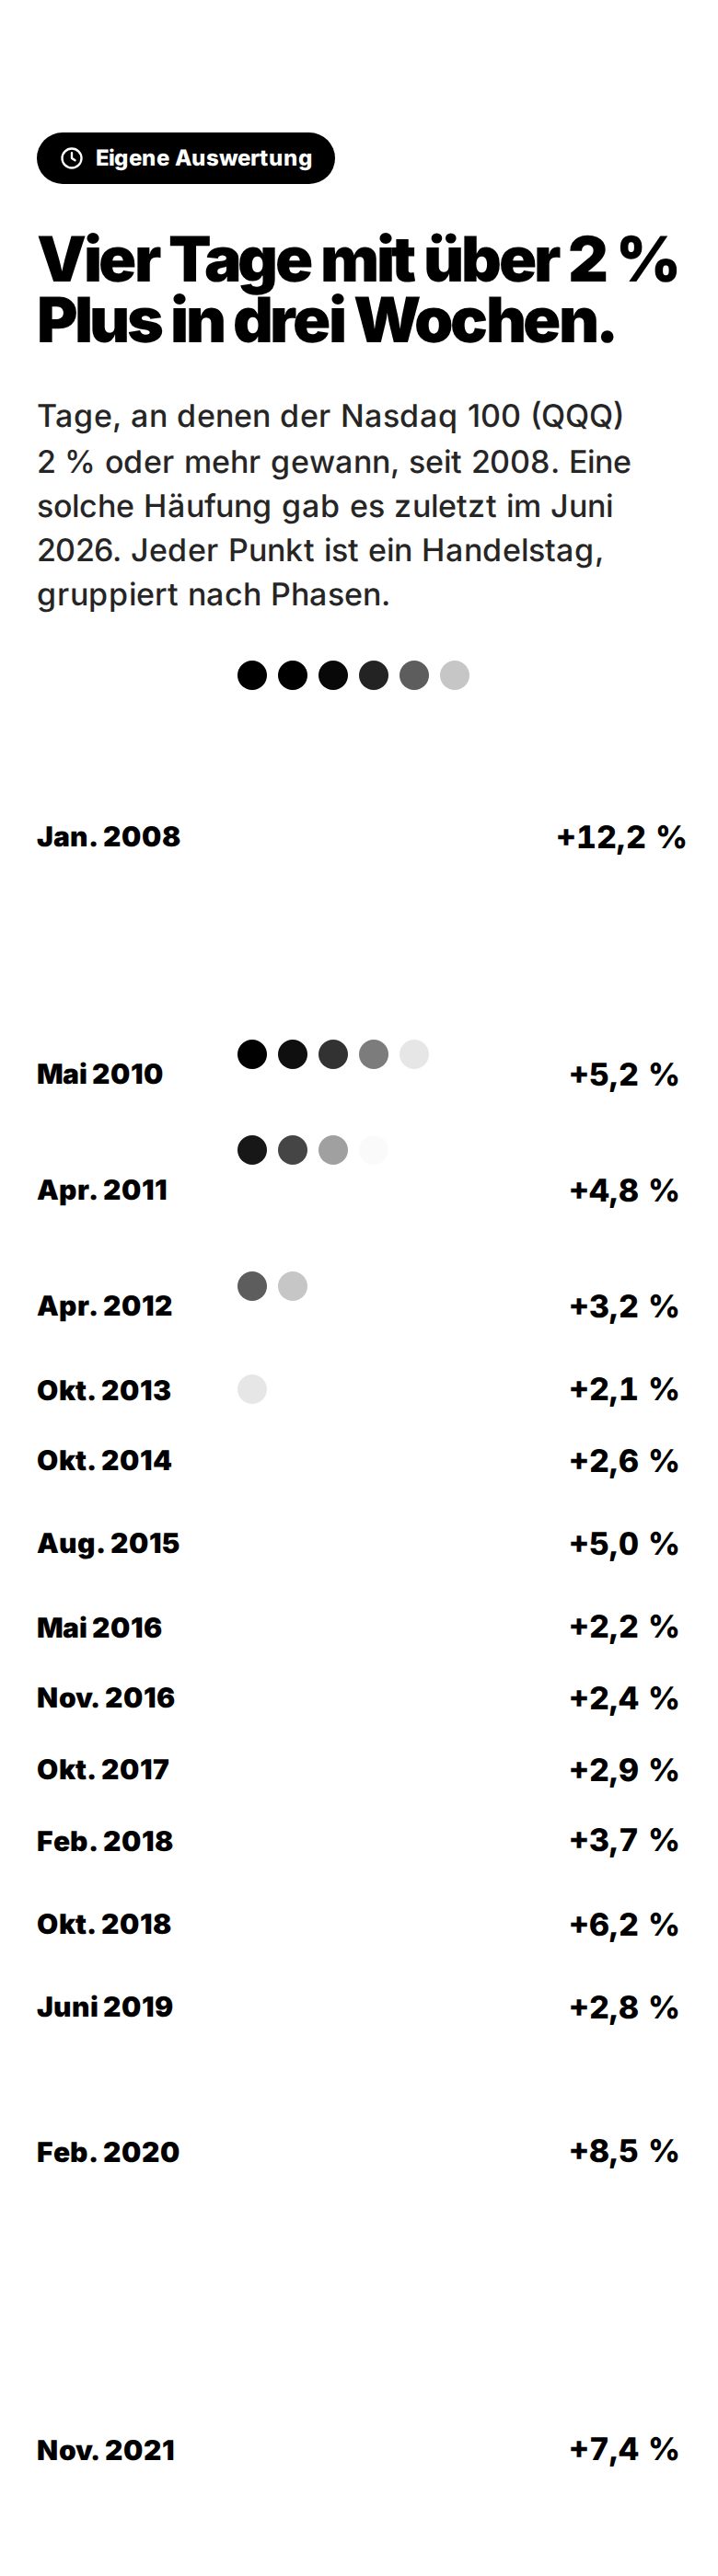 Eigene Auswertung
Vier Tage mit über 2 %
Plus in drei Wochen.
Tage, an denen der Nasdaq 100 (QQQ)
2 % oder mehr gewann, seit 2008. Eine
solche Häufung gab es zuletzt im Juni
2026. Jeder Punkt ist ein Handelstag,
gruppiert nach Phasen.
Jan. 2008 +12,2 %
Mai 2010 +5,2 %
Apr. 2011 +4,8 %
Apr. 2012 +3,2 %
Okt. 2013 +2,1 %
Okt. 2014 +2,6 %
Aug. 2015 +5,0 %
Mai 2016 +2,2 %
Nov. 2016 +2,4 %
Okt. 2017 +2,9 %
Feb. 2018 +3,7 %
Okt. 2018 +6,2 %
Juni 2019 +2,8 %
Feb. 2020 +8,5 %
Nov. 2021 +7,4 %